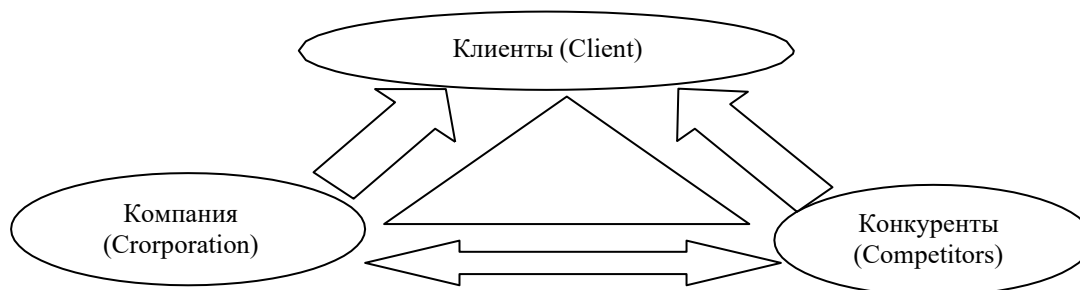 Клиенты (Client)
Компания
(Crorporation)
Конкуренты
(Competitors)